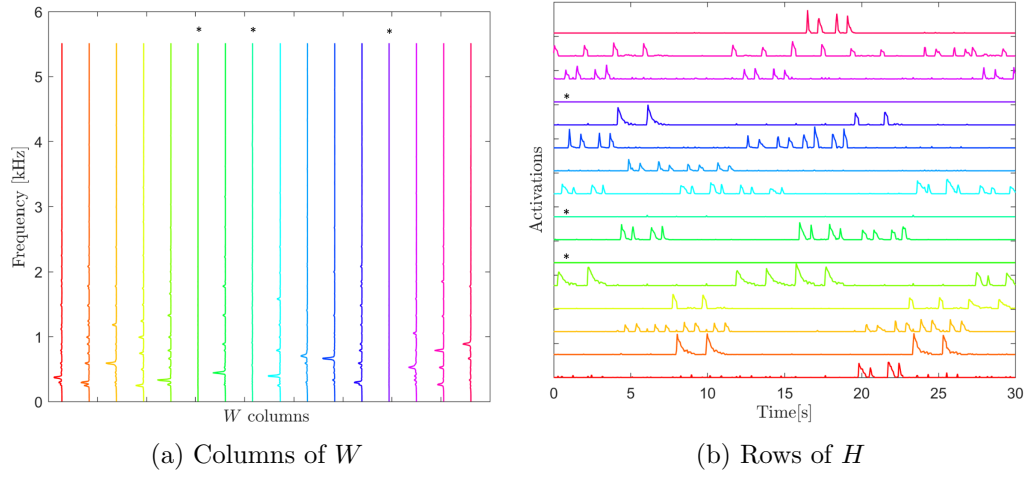 6
5
4
3
2
1
0
Frequency [kHz]
* * *
W columns
(a) Columns of W
Activations
*
*
*
0 5 10 15 20 25 30
Time[s]
(b) Rows of H